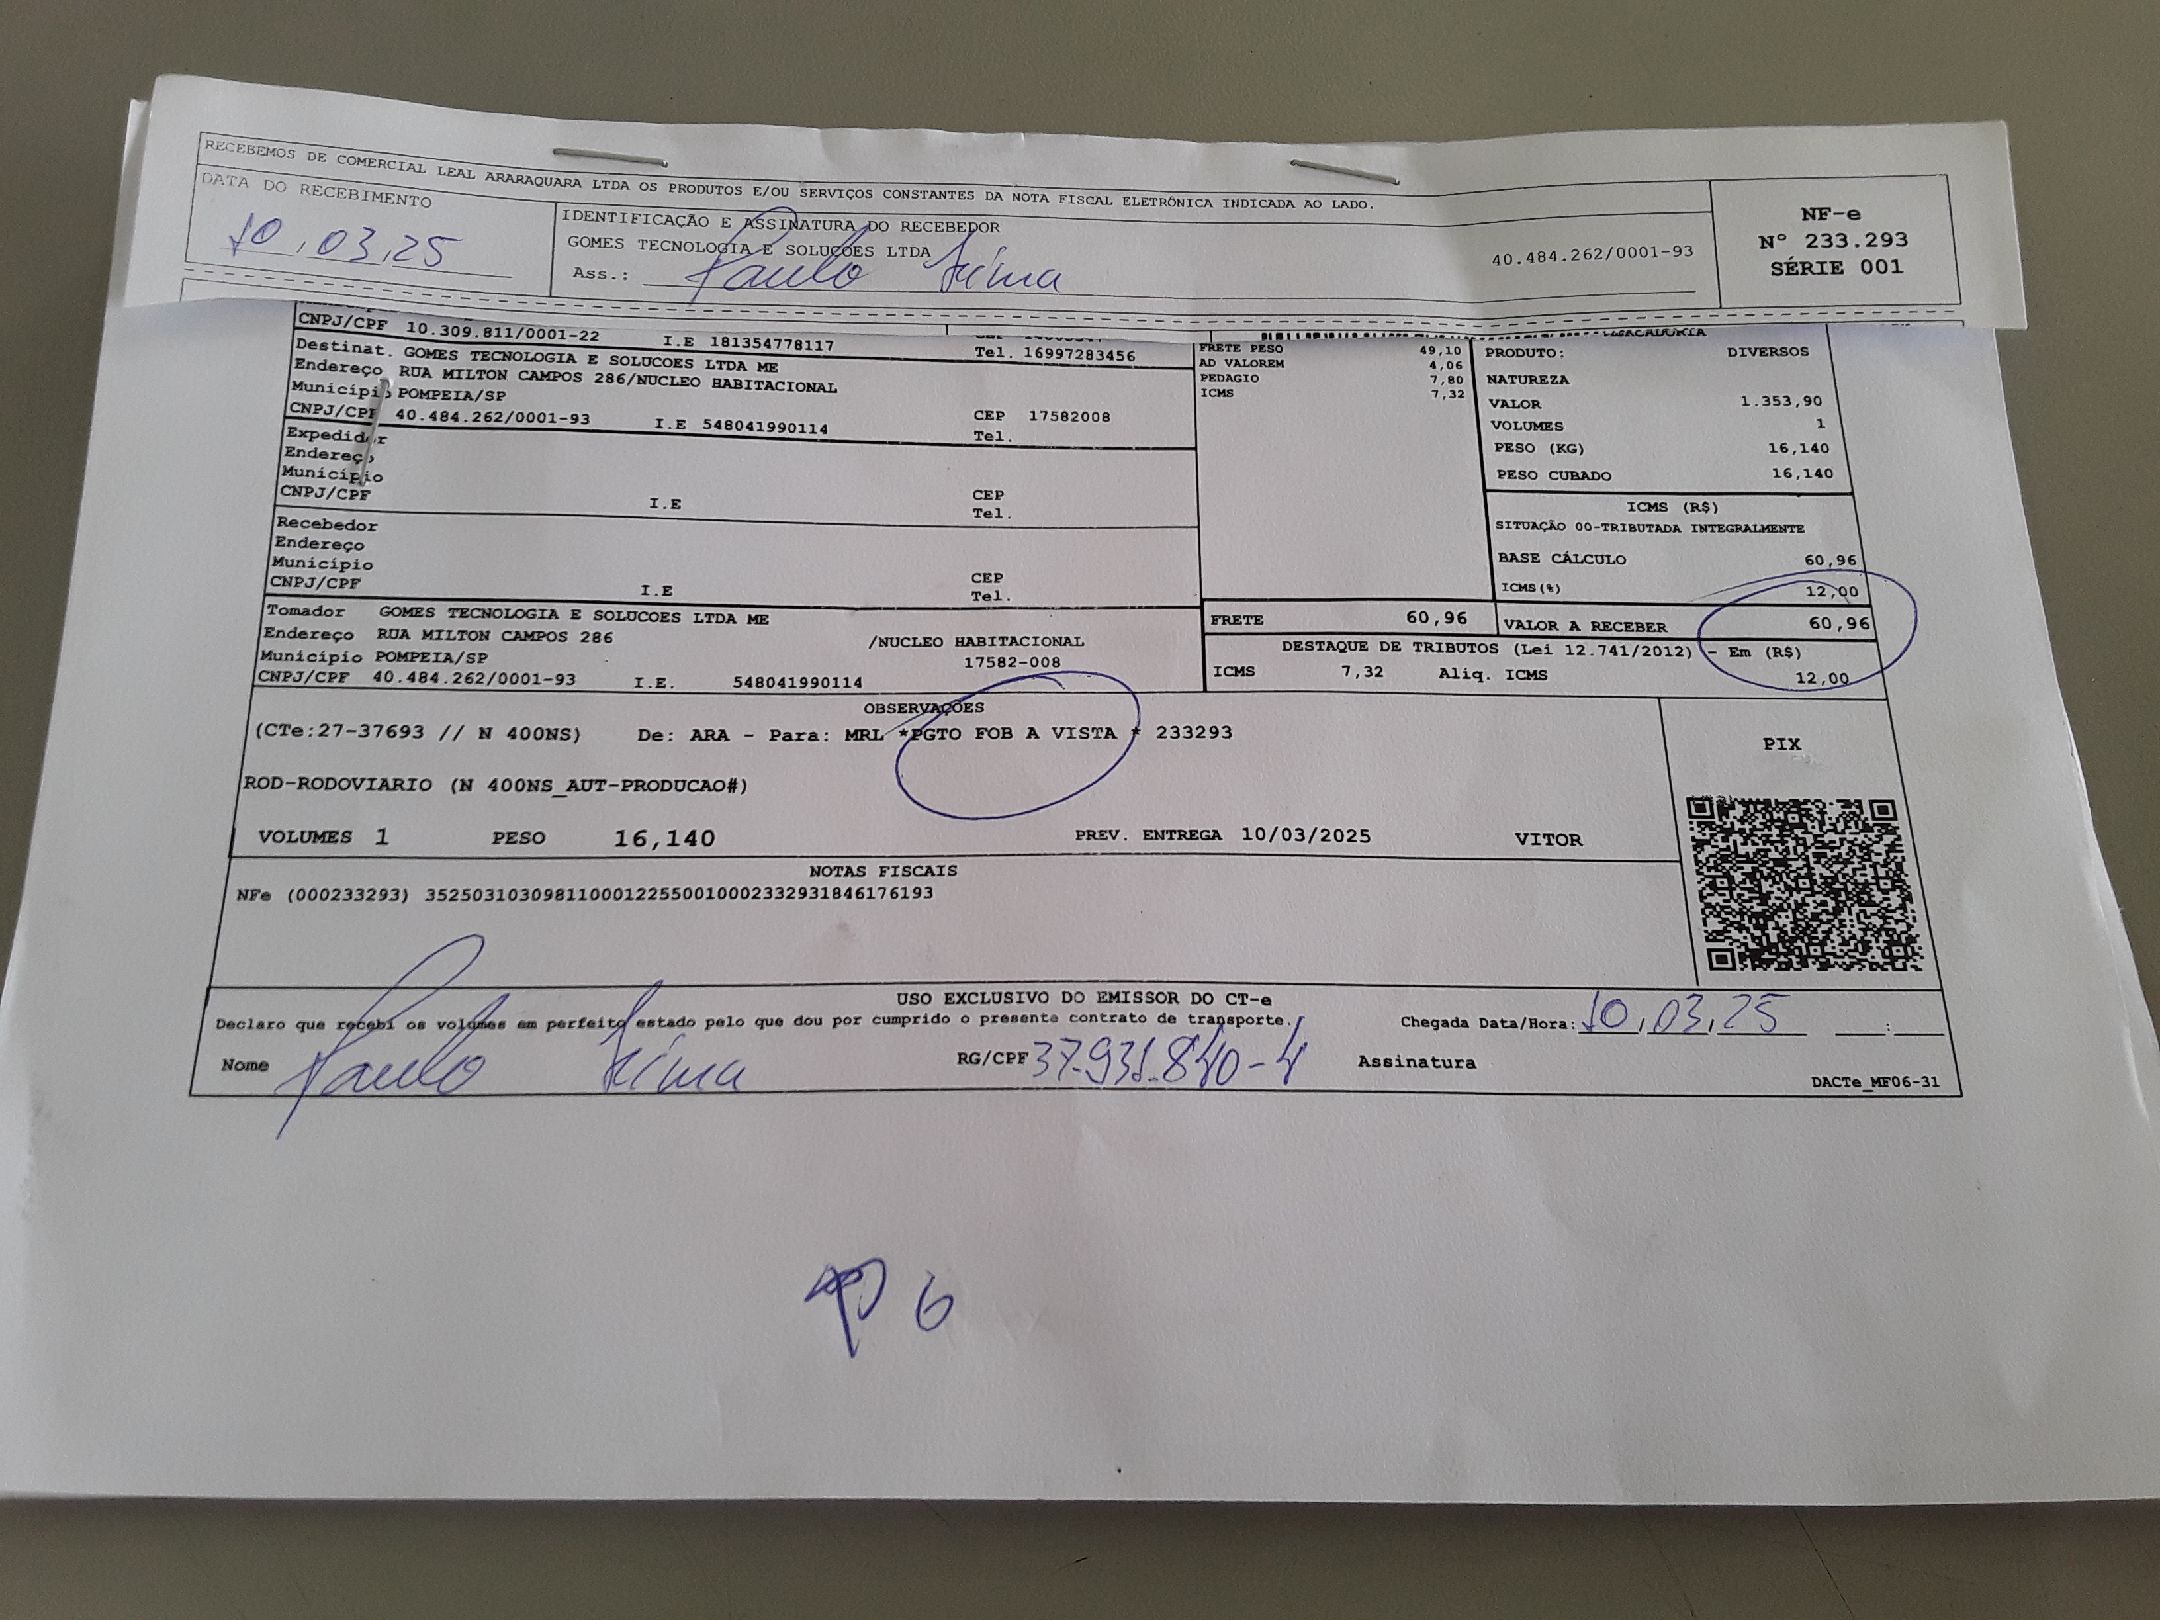 RECEBEMOS DE COMERCIAL LEAL ARARAQUARA LTDA OS PRODUTOS E/OU SERVIÇOS CONSTANTES DA NOTA FISCAL ELETRÔNICA INDICADA AO LADO.
DATA DO RECEBIMENTO
10.03.25
IDENTIFICAÇÃO E ASSINATURA DO RECEBEDOR
GOMES TECNOLOGIA E SOLUCOES LTDA
40.484.262/0001-93
Ass.: Paulo Lima
NF-e
Nº 233.293
SÉRIE 001
CNPJ/CPF 10.309.811/0001-22 I.E 181354778117 Tel. 16997283456
Destinat. GOMES TECNOLOGIA E SOLUCOES LTDA ME
Endereço RUA MILTON CAMPOS 286/NUCLEO HABITACIONAL
Município POMPEIA/SP CEP 17582008
CNPJ/CPF 40.484.262/0001-93 I.E 548041990114 Tel.
Expedidor
Endereço
Município CEP
CNPJ/CPF I.E Tel.
Recebedor
Endereço
Município CEP
CNPJ/CPF I.E Tel.
Tomador GOMES TECNOLOGIA E SOLUCOES LTDA ME
Endereço RUA MILTON CAMPOS 286 /NUCLEO HABITACIONAL
Município POMPEIA/SP 17582-008
CNPJ/CPF 40.484.262/0001-93 I.E. 548041990114
FRETE PESO 49,10
AD VALOREM 4,06
PEDAGIO 7,80
ICMS 7,32
PRODUTO: DIVERSOS
NATUREZA
VALOR 1.353,90
VOLUMES 1
PESO (KG) 16,140
PESO CUBADO 16,140
ICMS (R$)
SITUAÇÃO 00-TRIBUTADA INTEGRALMENTE
BASE CÁLCULO 60,96
ICMS(%) 12,00
FRETE 60,96 VALOR A RECEBER 60,96
DESTAQUE DE TRIBUTOS (Lei 12.741/2012) - Em (R$)
ICMS 7,32 Aliq. ICMS 12,00
OBSERVAÇÕES
(CTe:27-37693 // N 400NS) De: ARA - Para: MRL *PGTO FOB A VISTA * 233293
ROD-RODOVIARIO (N 400NS_AUT-PRODUCAO#)
VOLUMES 1 PESO 16,140 PREV. ENTREGA 10/03/2025 VITOR
PIX
NOTAS FISCAIS
NFe (000233293) 35250310309811000122550010002332931846176193
USO EXCLUSIVO DO EMISSOR DO CT-e
Declaro que recebi os volumes em perfeito estado pelo que dou por cumprido o presente contrato de transporte.
Chegada Data/Hora: 10.03.25 :
Nome Paulo Lima RG/CPF 37.931.840-4 Assinatura
DACTe_MF06-31
6